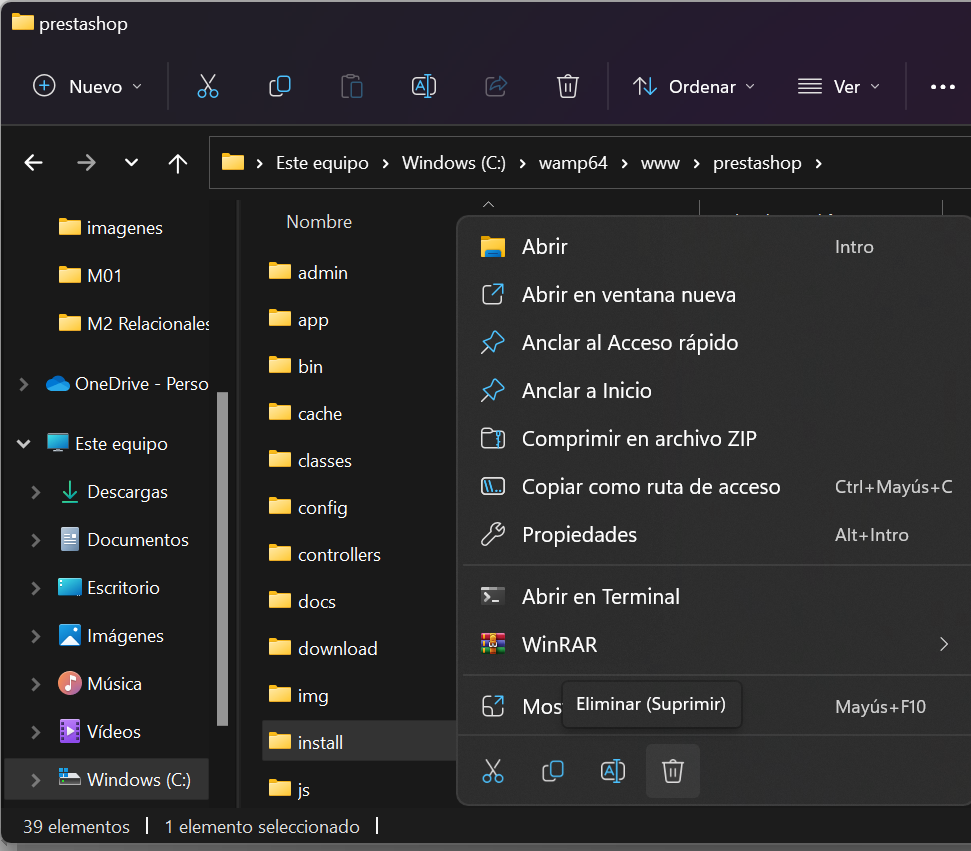 prestashop
Nuevo
Ordenar
Ver
Este equipo > Windows (C:) > wamp64 > www > prestashop >
imagenes
M01
M2 Relacionales
OneDrive - Perso
Este equipo
Descargas
Documentos
Escritorio
Imágenes
Música
Vídeos
Windows (C:)
Nombre
admin
app
bin
cache
classes
config
controllers
docs
download
img
install
js
Abrir Intro
Abrir en ventana nueva
Anclar al Acceso rápido
Anclar a Inicio
Comprimir en archivo ZIP
Copiar como ruta de acceso Ctrl+Mayús+C
Propiedades Alt+Intro
Abrir en Terminal
WinRAR
Mos Mayús+F10
Eliminar (Suprimir)
39 elementos | 1 elemento seleccionado |